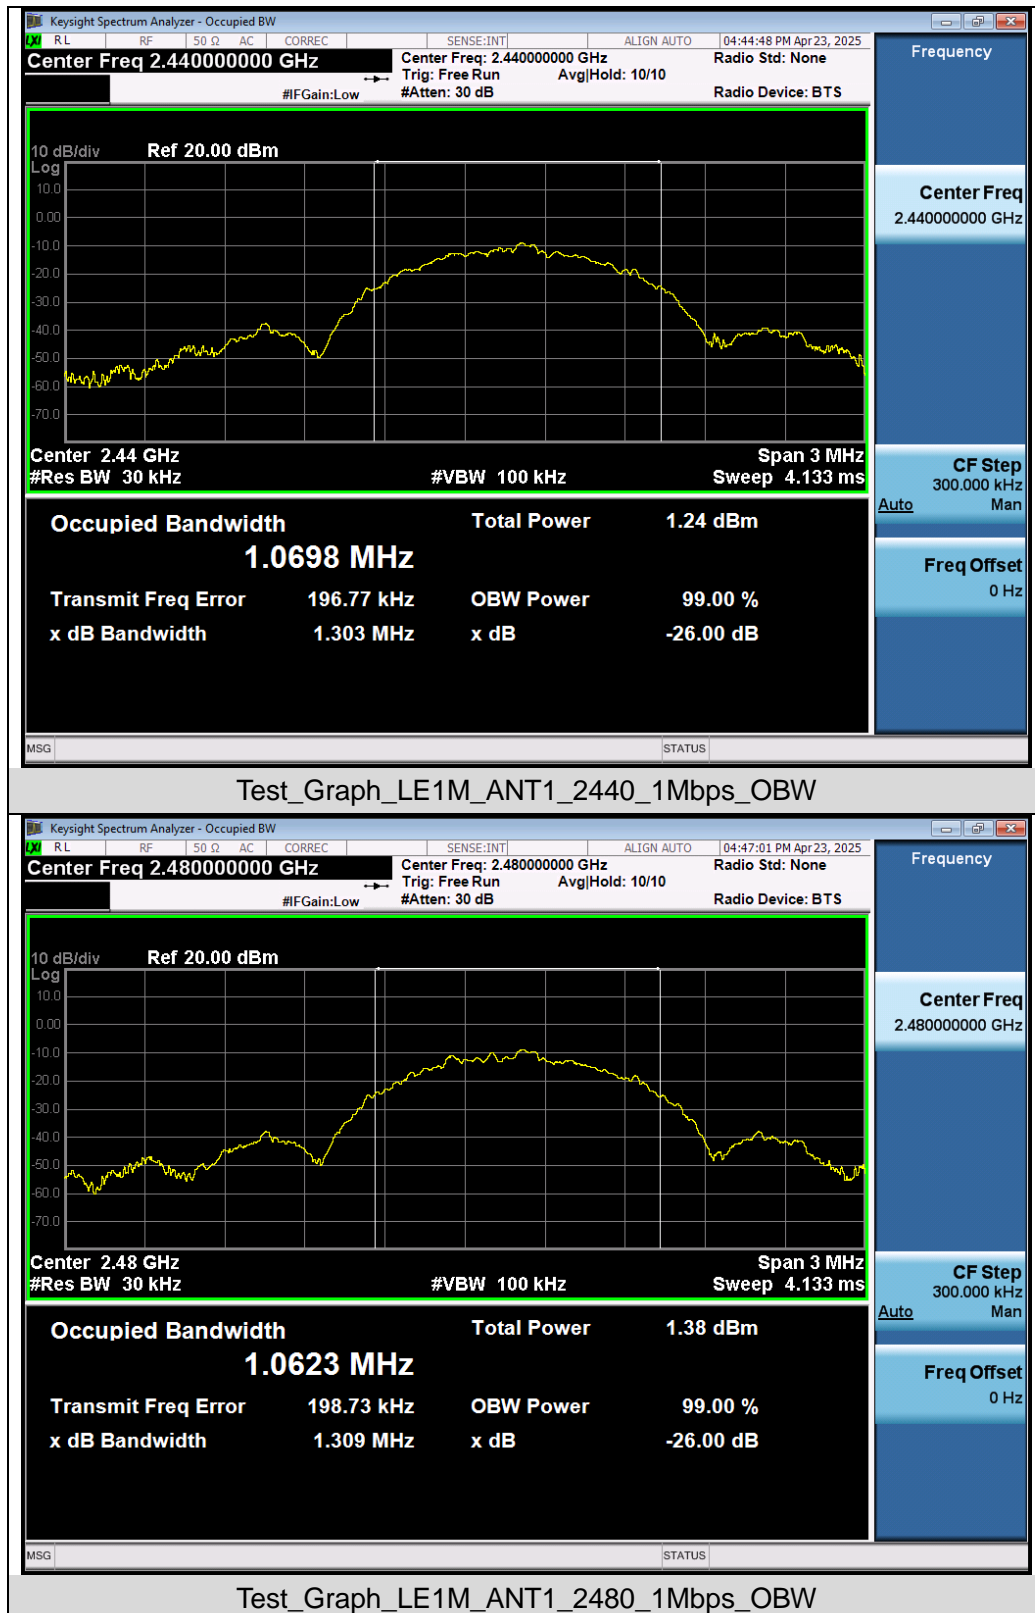 Keysight Spectrum Analyzer - Occupied BW
LXI RL RF 50 Ω AC CORREC SENSE:INT ALIGN AUTO 04:44:48 PM Apr 23, 2025
Center Freq 2.440000000 GHz
Center Freq: 2.440000000 GHz Radio Std: None
Trig: Free Run Avg|Hold: 10/10
#IFGain:Low #Atten: 30 dB Radio Device: BTS
10 dB/div Ref 20.00 dBm
Log
10.0
0.00
-10.0
-20.0
-30.0
-40.0
-50.0
-60.0
-70.0
Center 2.44 GHz Span 3 MHz
#Res BW 30 kHz #VBW 100 kHz Sweep 4.133 ms
Occupied Bandwidth Total Power 1.24 dBm
1.0698 MHz
Transmit Freq Error 196.77 kHz OBW Power 99.00 %
x dB Bandwidth 1.303 MHz x dB -26.00 dB
MSG STATUS
Frequency
Center Freq
2.440000000 GHz
CF Step
300.000 kHz
Auto Man
Freq Offset
0 Hz
Test_Graph_LE1M_ANT1_2440_1Mbps_OBW
Keysight Spectrum Analyzer - Occupied BW
LXI RL RF 50 Ω AC CORREC SENSE:INT ALIGN AUTO 04:47:01 PM Apr 23, 2025
Center Freq 2.480000000 GHz
Center Freq: 2.480000000 GHz Radio Std: None
Trig: Free Run Avg|Hold: 10/10
#IFGain:Low #Atten: 30 dB Radio Device: BTS
10 dB/div Ref 20.00 dBm
Log
10.0
0.00
-10.0
-20.0
-30.0
-40.0
-50.0
-60.0
-70.0
Center 2.48 GHz Span 3 MHz
#Res BW 30 kHz #VBW 100 kHz Sweep 4.133 ms
Occupied Bandwidth Total Power 1.38 dBm
1.0623 MHz
Transmit Freq Error 198.73 kHz OBW Power 99.00 %
x dB Bandwidth 1.309 MHz x dB -26.00 dB
MSG STATUS
Frequency
Center Freq
2.480000000 GHz
CF Step
300.000 kHz
Auto Man
Freq Offset
0 Hz
Test_Graph_LE1M_ANT1_2480_1Mbps_OBW